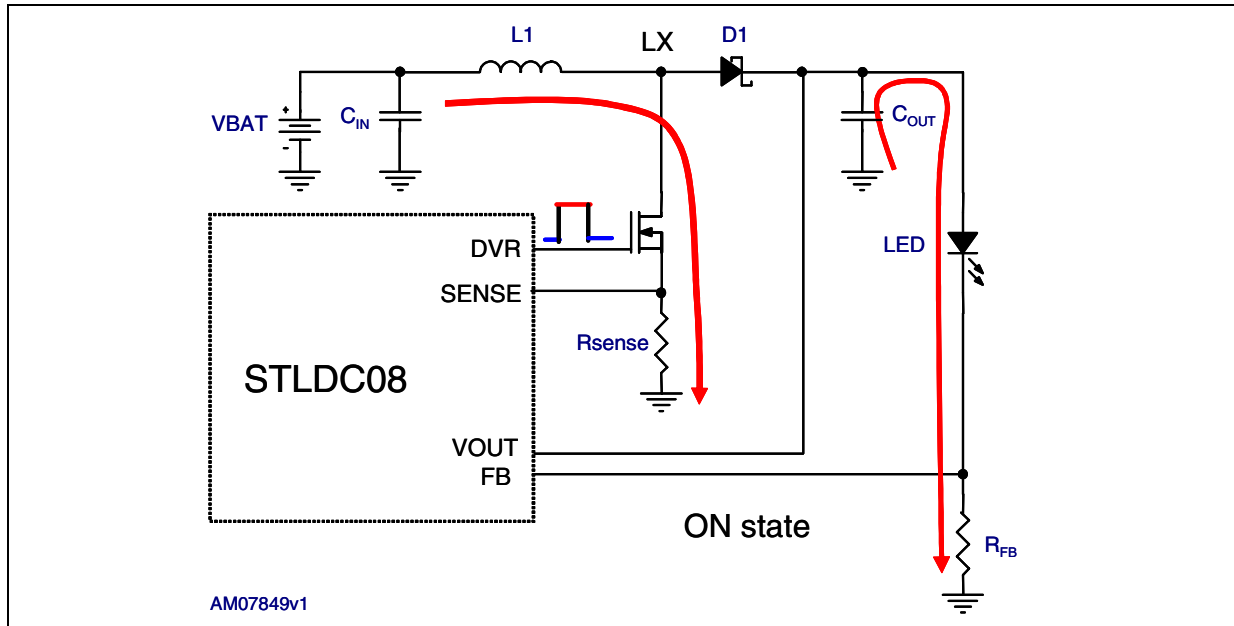 L1
LX
D1
VBAT
+
-
CIN
COUT
DVR
SENSE
Rsense
LED
STLDC08
VOUT
FB
ON state
RFB
AM07849v1